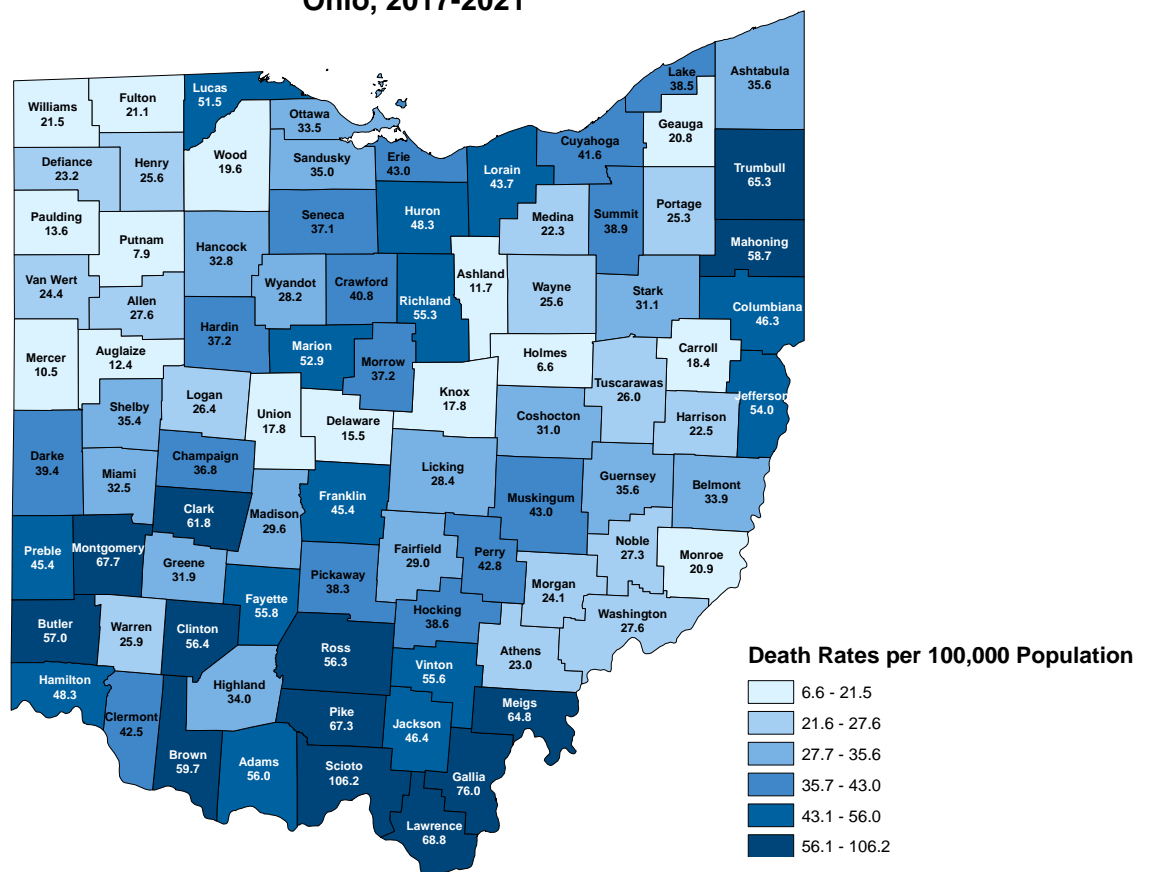 Ohio, 2017-2021
Lake
38.5
Ashtabula
35.6
Lucas
51.5
Fulton
21.1
Williams
21.5
Ottawa
33.5
Geauga
20.8
Cuyahoga
41.6
Wood
19.6
Sandusky
35.0
Erie
43.0
Defiance
23.2
Henry
25.6
Lorain
43.7
Trumbull
65.3
Portage
25.3
Paulding
13.6
Huron
48.3
Seneca
37.1
Medina
22.3
Summit
38.9
Putnam
7.9
Hancock
32.8
Mahoning
58.7
Van Wert
24.4
Ashland
11.7
Wyandot
28.2
Crawford
40.8
Wayne
25.6
Stark
31.1
Allen
27.6
Richland
55.3
Columbiana
46.3
Hardin
37.2
Marion
52.9
Mercer
10.5
Auglaize
12.4
Morrow
37.2
Holmes
6.6
Carroll
18.4
Tuscarawas
26.0
Logan
26.4
Knox
17.8
Jefferson
54.0
Shelby
35.4
Union
17.8
Delaware
15.5
Coshocton
31.0
Harrison
22.5
Darke
39.4
Champaign
36.8
Miami
32.5
Licking
28.4
Guernsey
35.6
Belmont
33.9
Franklin
45.4
Muskingum
43.0
Clark
61.8
Madison
29.6
Preble
45.4
Montgomery
67.7
Greene
31.9
Fairfield
29.0
Perry
42.8
Noble
27.3
Monroe
20.9
Pickaway
38.3
Morgan
24.1
Fayette
55.8
Hocking
38.6
Washington
27.6
Butler
57.0
Warren
25.9
Clinton
56.4
Ross
56.3
Athens
23.0
Vinton
55.6
Hamilton
48.3
Highland
34.0
Clermont
42.5
Pike
67.3
Meigs
64.8
Jackson
46.4
Brown
59.7
Adams
56.0
Scioto
106.2
Gallia
76.0
Lawrence
68.8
Death Rates per 100,000 Population
6.6 - 21.5
21.6 - 27.6
27.7 - 35.6
35.7 - 43.0
43.1 - 56.0
56.1 - 106.2